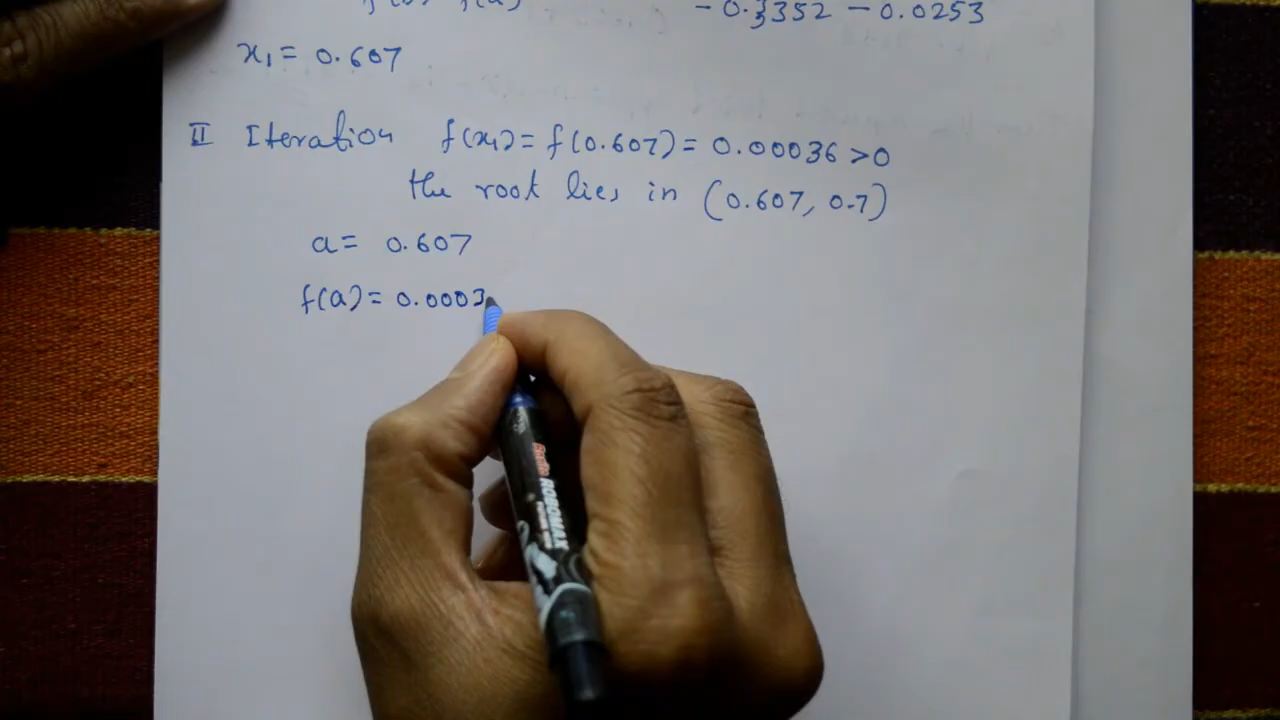 - 0.3352 - 0.0253
x₁ = 0.607
II Iteration f(x₁) = f(0.607) = 0.00036 > 0
the root lies in (0.607, 0.7)
a = 0.607
f(a) = 0.0003
ROBOMAX